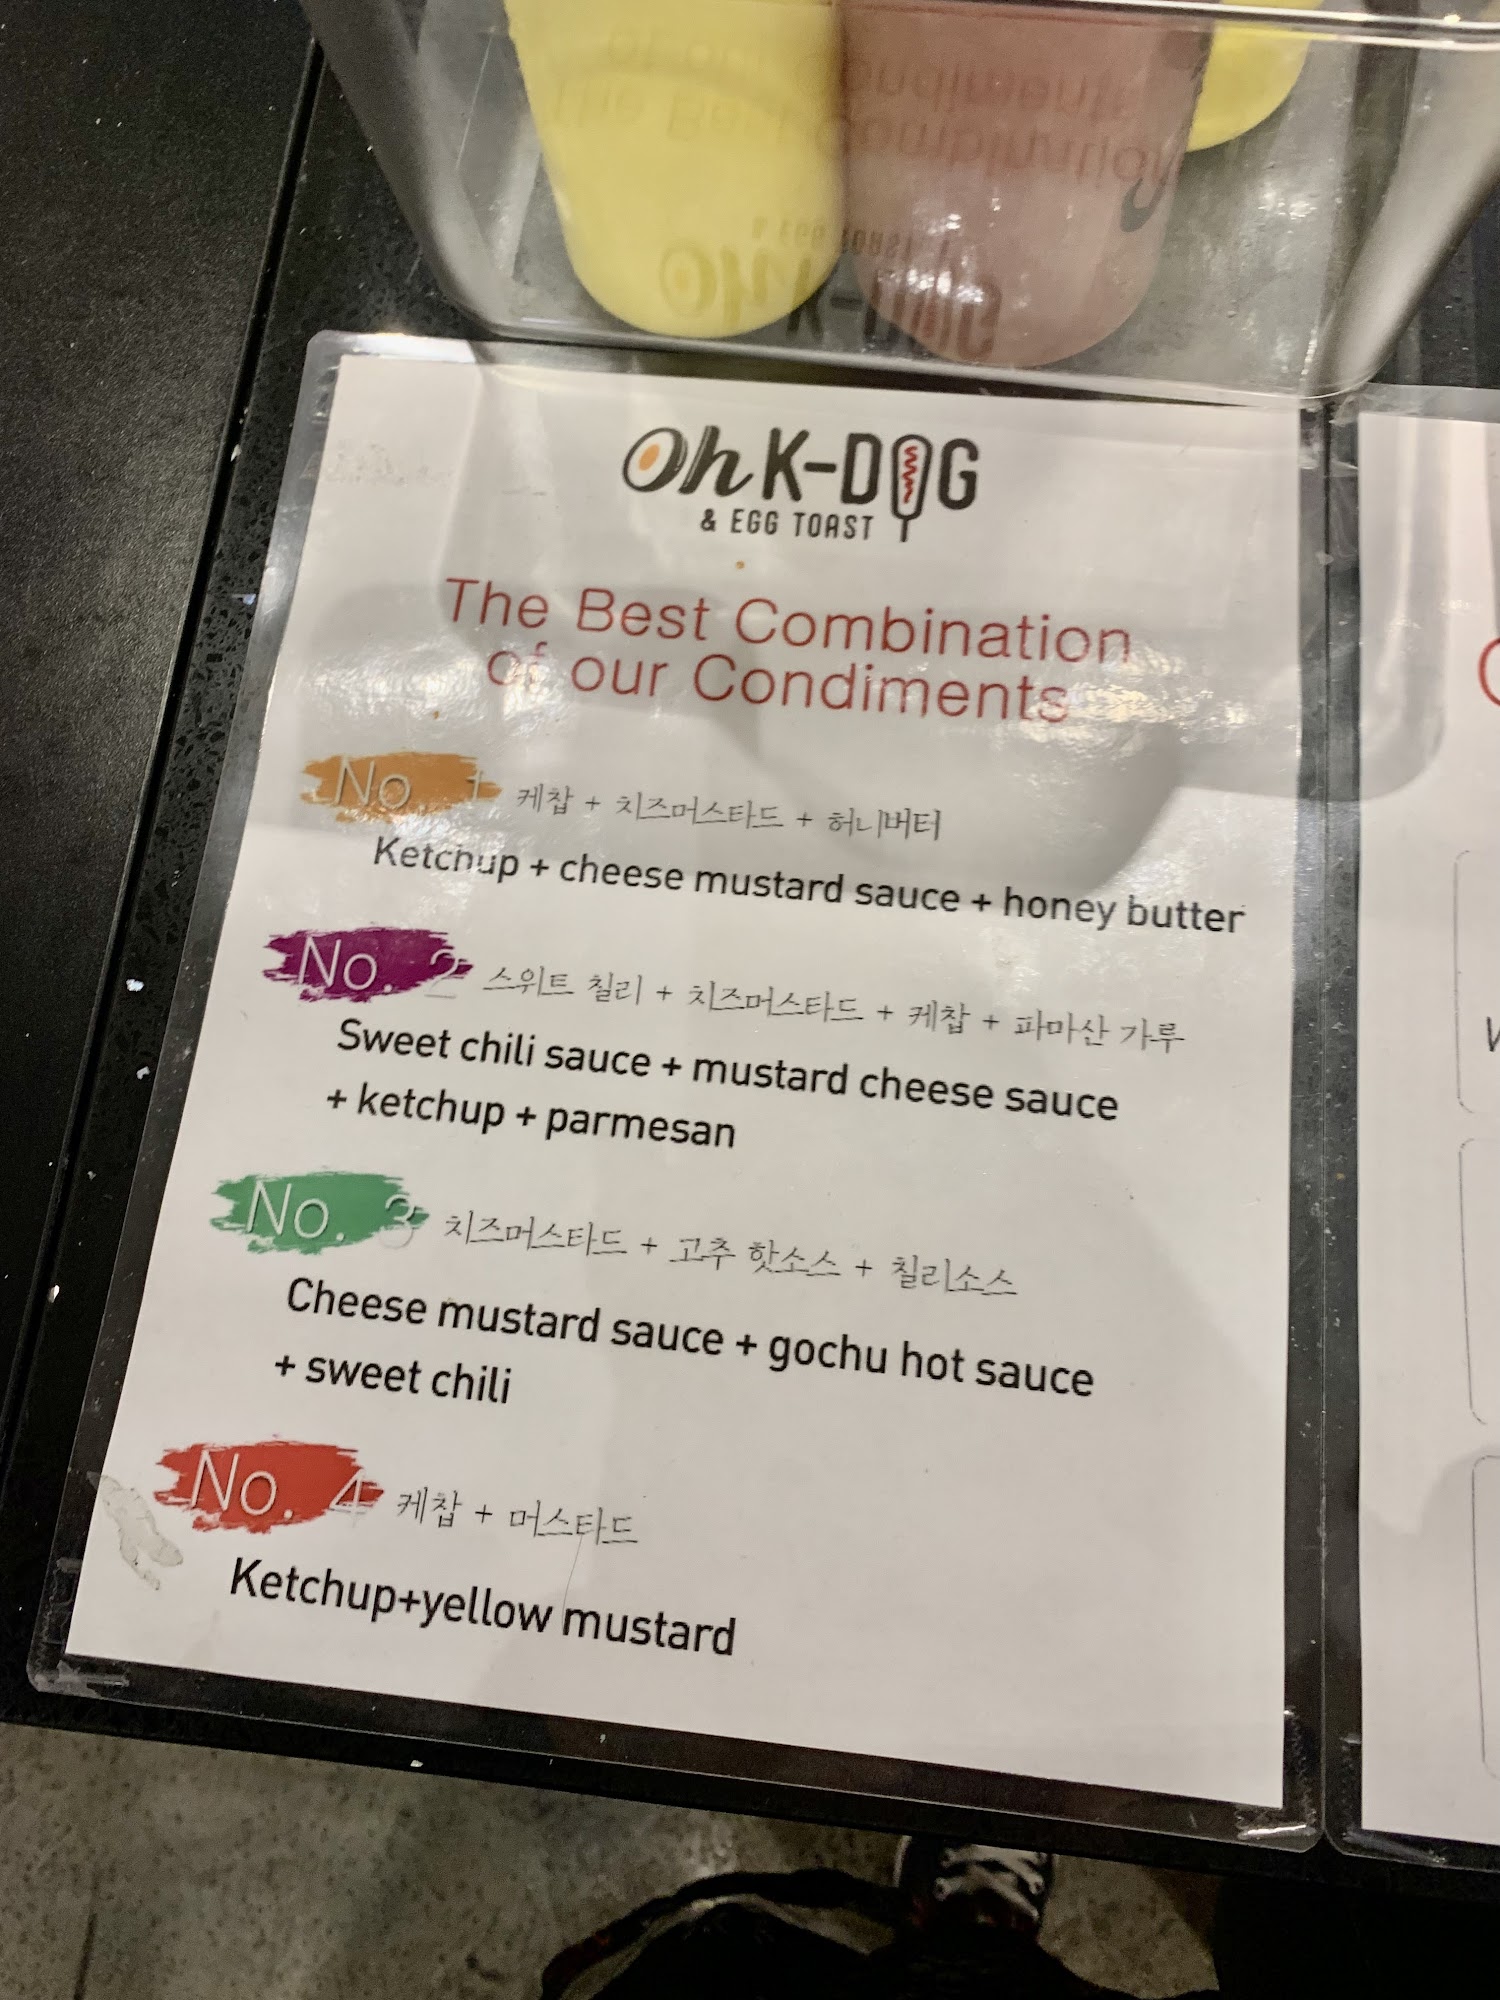 Oh K-DOG
& EGG TOAST
The Best Combination
of our Condiments
No. 1 케찹 + 치즈머스타드 + 허니버터
Ketchup + cheese mustard sauce + honey butter
No. 2 스위트 칠리 + 치즈머스타드 + 케찹 + 파마산 가루
Sweet chili sauce + mustard cheese sauce
+ ketchup + parmesan
No. 3 치즈머스타드 + 고추 핫소스 + 칠리소스
Cheese mustard sauce + gochu hot sauce
+ sweet chili
No. 4 케찹 + 머스타드
Ketchup+yellow mustard